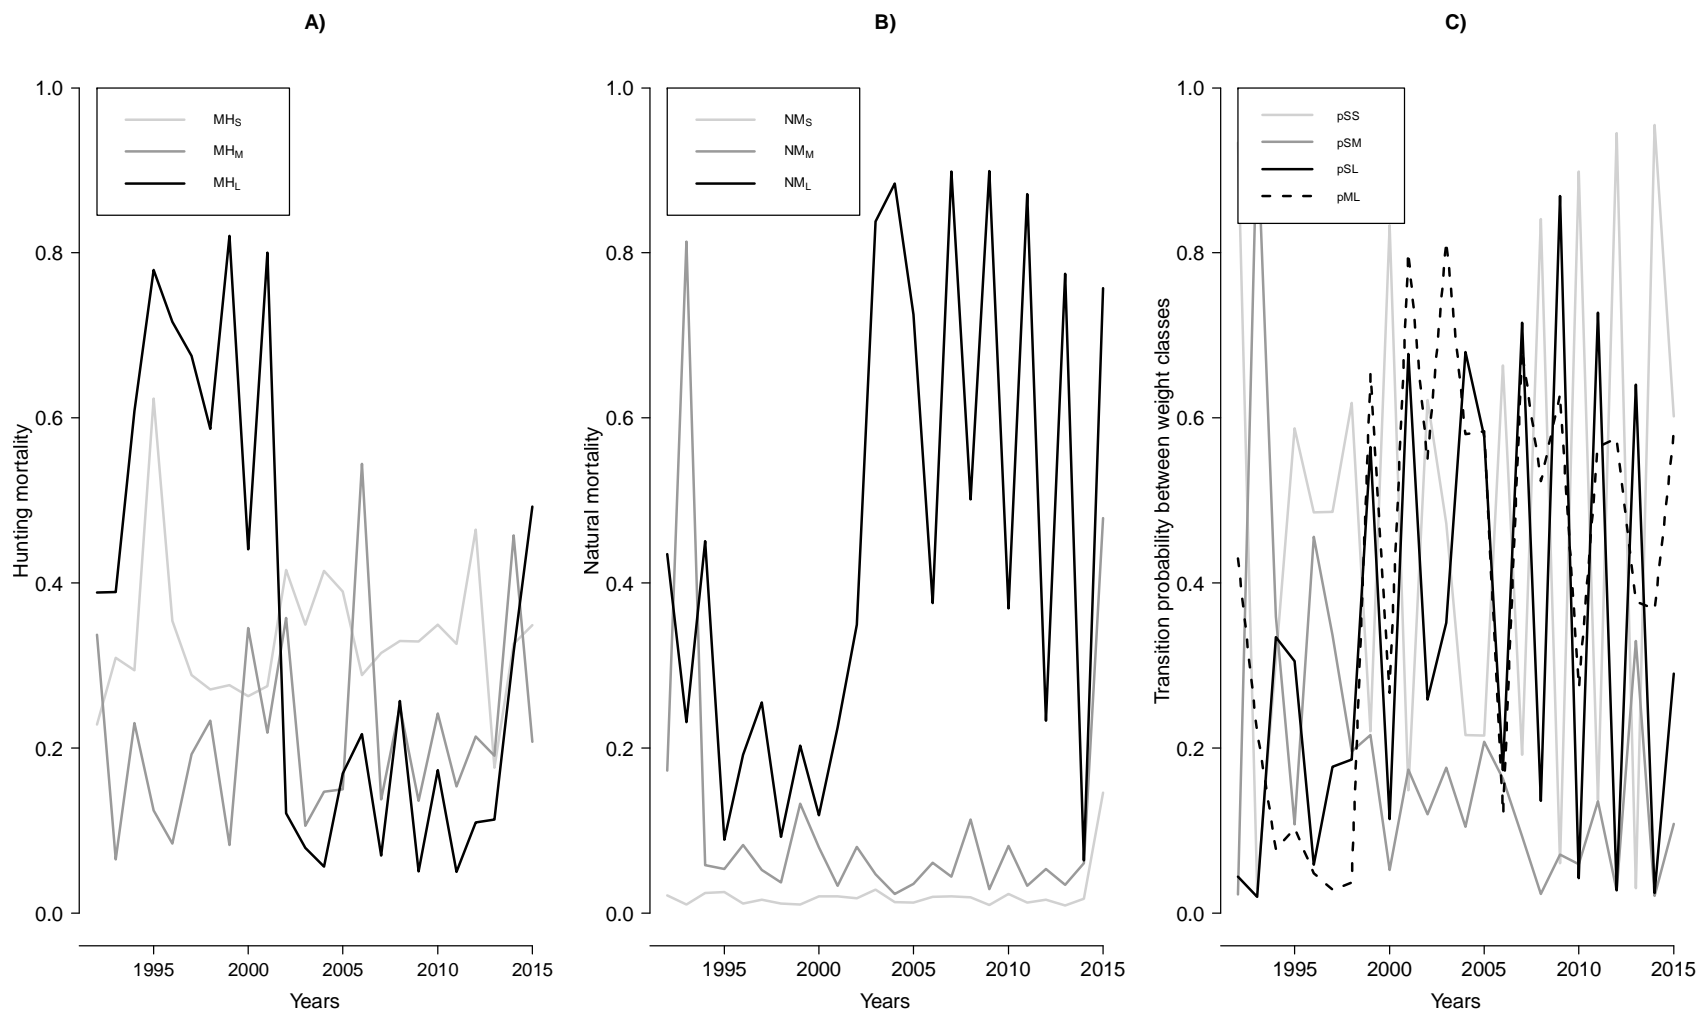 A)
1.0
0.8
0.6
0.4
0.2
0.0
Hunting mortality
MHS
MHM
MHL
1995
2000
2005
2010
2015
Years
B)
1.0
0.8
0.6
0.4
0.2
0.0
Natural mortality
NMS
NMM
NML
1995
2000
2005
2010
2015
Years
C)
1.0
0.8
0.6
0.4
0.2
0.0
Transition probability between weight classes
pSS
pSM
pSL
pML
1995
2000
2005
2010
2015
Years